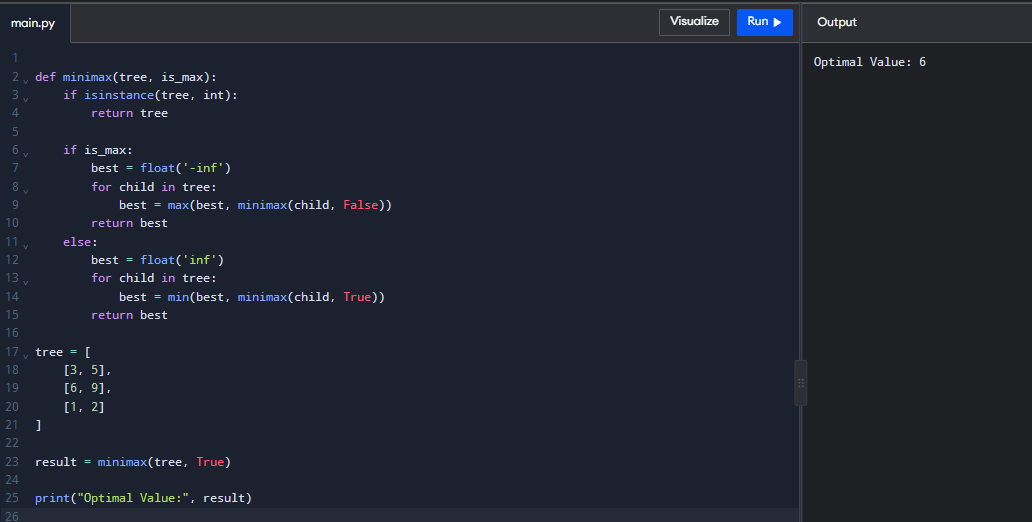 main.py
Visualize
Run
Output
1
2 def minimax(tree, is_max):
3     if isinstance(tree, int):
4         return tree
5
6     if is_max:
7         best = float('-inf')
8         for child in tree:
9             best = max(best, minimax(child, False))
10         return best
11     else:
12         best = float('inf')
13         for child in tree:
14             best = min(best, minimax(child, True))
15         return best
16
17 tree = [
18     [3, 5],
19     [6, 9],
20     [1, 2]
21 ]
22
23 result = minimax(tree, True)
24
25 print("Optimal Value:", result)
26
Optimal Value: 6